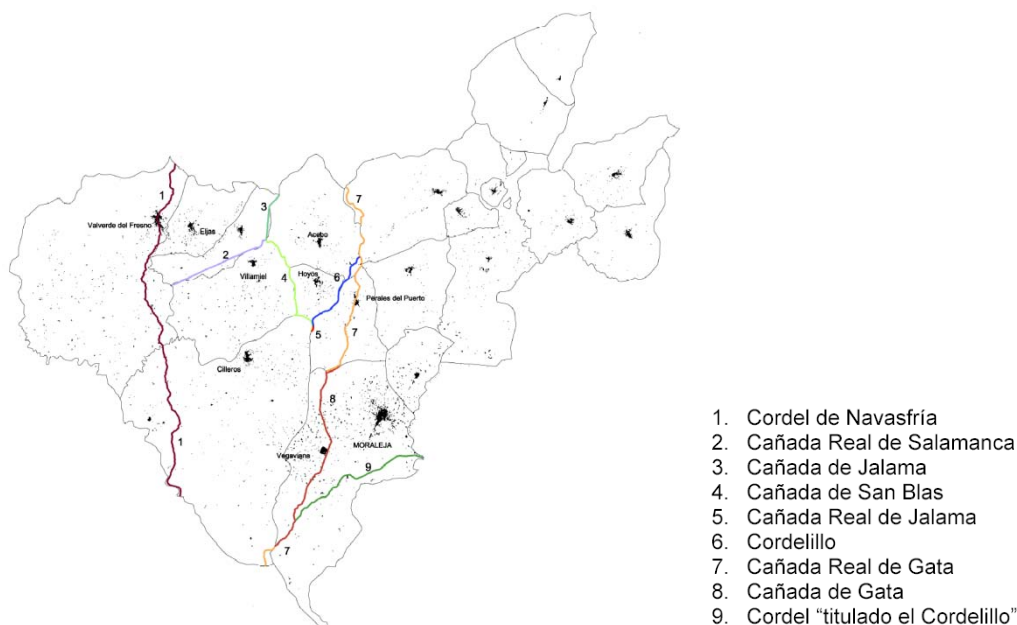 7
1
3
Valverde del Fresno
Eljas
Acebo
2
Villamiel
4
Hoyos
6
Perales del Puerto
5
7
Cilleros
8
MORALEJA
1
Vegaviana
9
7
1. Cordel de Navasfría
2. Cañada Real de Salamanca
3. Cañada de Jalama
4. Cañada de San Blas
5. Cañada Real de Jalama
6. Cordelillo
7. Cañada Real de Gata
8. Cañada de Gata
9. Cordel “titulado el Cordelillo”